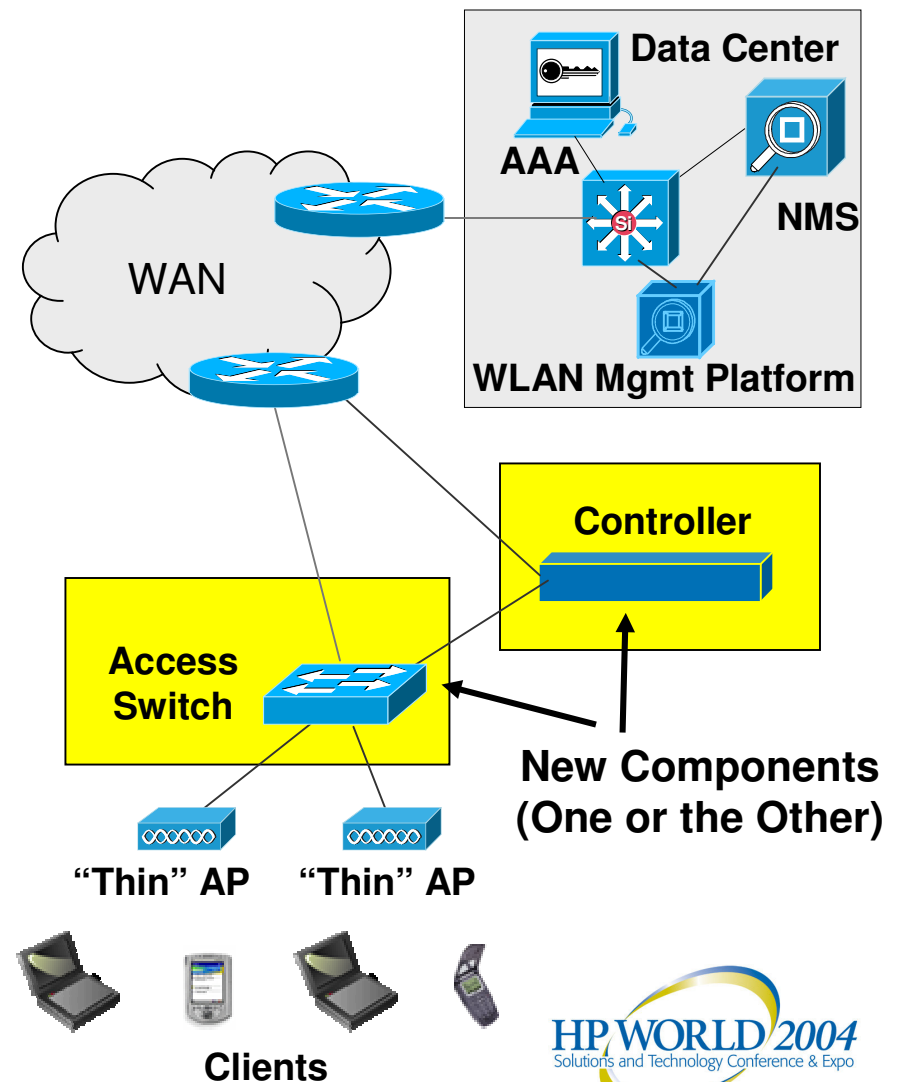 Data Center
AAA
Si
NMS
WAN
WLAN Mgmt Platform
Controller
Access
Switch
New Components
(One or the Other)
“Thin” AP
“Thin” AP
Clients
HP WORLD 2004
Solutions and Technology Conference & Expo